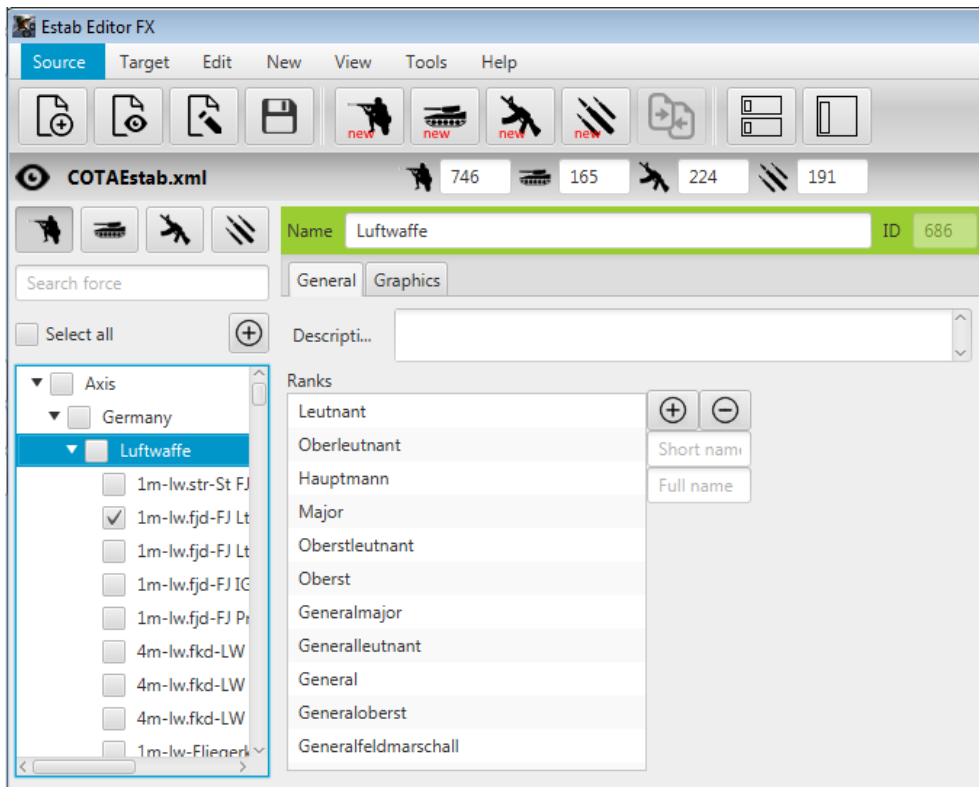 Estab Editor FX
Source Target Edit New View Tools Help
new new new new
COTAEstab.xml 746 165 224 191
Name Luftwaffe ID 686
Search force
General Graphics
Select all
Descripti...
Axis
Germany
Luftwaffe
1m-lw.str-St FJ
1m-lw.fjd-FJ Lt
1m-lw.fjd-FJ Lt
1m-lw.fjd-FJ IG
1m-lw.fjd-FJ Pr
4m-lw.fkd-LW
4m-lw.fkd-LW
4m-lw.fkd-LW
1m-lw-Fliegerk
Ranks
Leutnant
Oberleutnant
Hauptmann
Major
Oberstleutnant
Oberst
Generalmajor
Generalleutnant
General
Generaloberst
Generalfeldmarschall
Short name
Full name